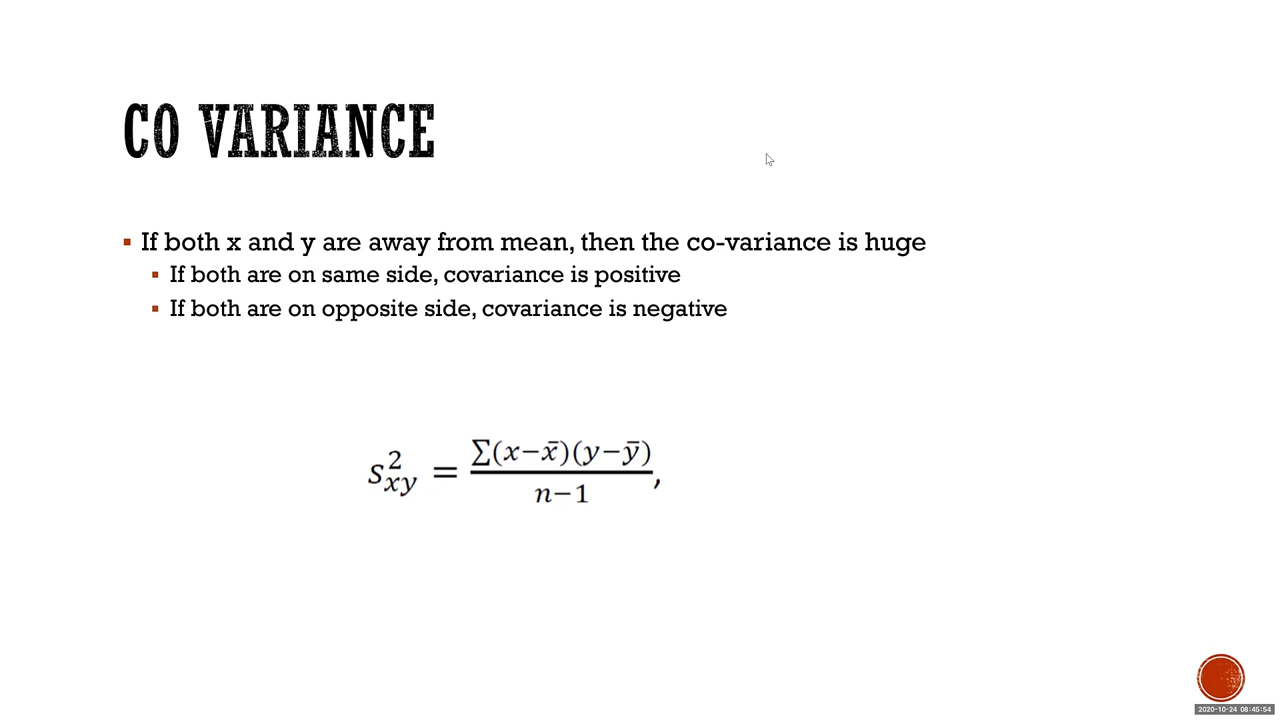 CO VARIANCE
▪ If both x and y are away from mean, then the co-variance is huge
▪ If both are on same side, covariance is positive
▪ If both are on opposite side, covariance is negative
s²xy = ∑(x−x̄)(y−ȳ) / n−1,
2020-10-24 08:45:54